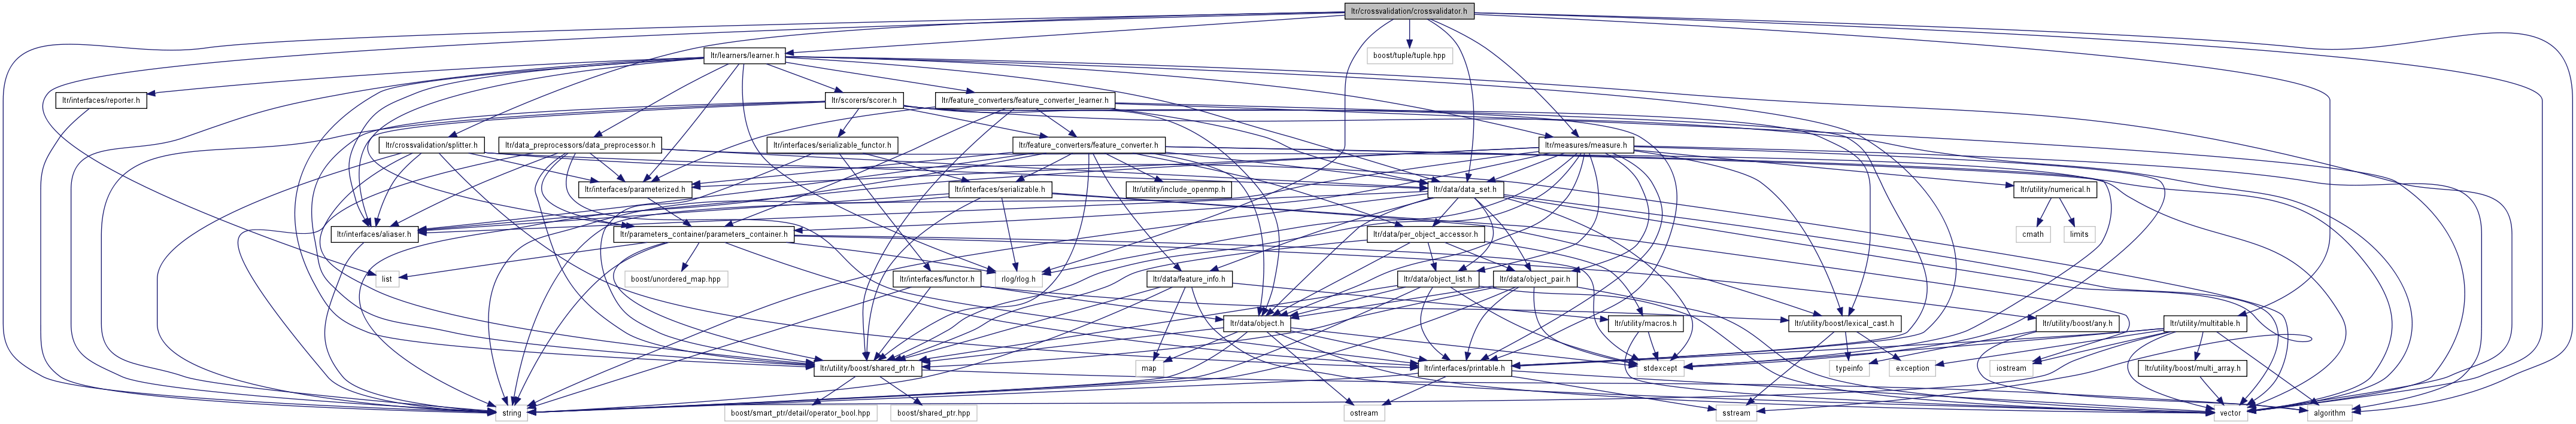 ltr/crossvalidation/crossvalidator.h
ltr/learners/learner.h
boost/tuple/tuple.hpp
ltr/interfaces/reporter.h
ltr/scorers/scorer.h
ltr/feature_converters/feature_converter_learner.h
ltr/crossvalidation/splitter.h
ltr/data_preprocessors/data_preprocessor.h
ltr/interfaces/serializable_functor.h
ltr/feature_converters/feature_converter.h
ltr/measures/measure.h
ltr/interfaces/parameterized.h
ltr/interfaces/serializable.h
ltr/utility/include_openmp.h
ltr/data/data_set.h
ltr/utility/numerical.h
ltr/interfaces/aliaser.h
ltr/parameters_container/parameters_container.h
ltr/data/per_object_accessor.h
cmath
limits
list
boost/unordered_map.hpp
ltr/interfaces/functor.h
rlog/rlog.h
ltr/data/feature_info.h
ltr/data/object_list.h
ltr/data/object_pair.h
ltr/data/object.h
ltr/utility/macros.h
ltr/utility/boost/lexical_cast.h
ltr/utility/boost/any.h
ltr/utility/multitable.h
ltr/utility/boost/shared_ptr.h
map
ltr/interfaces/printable.h
stdexcept
typeinfo
exception
iostream
ltr/utility/boost/multi_array.h
string
boost/smart_ptr/detail/operator_bool.hpp
boost/shared_ptr.hpp
ostream
sstream
vector
algorithm